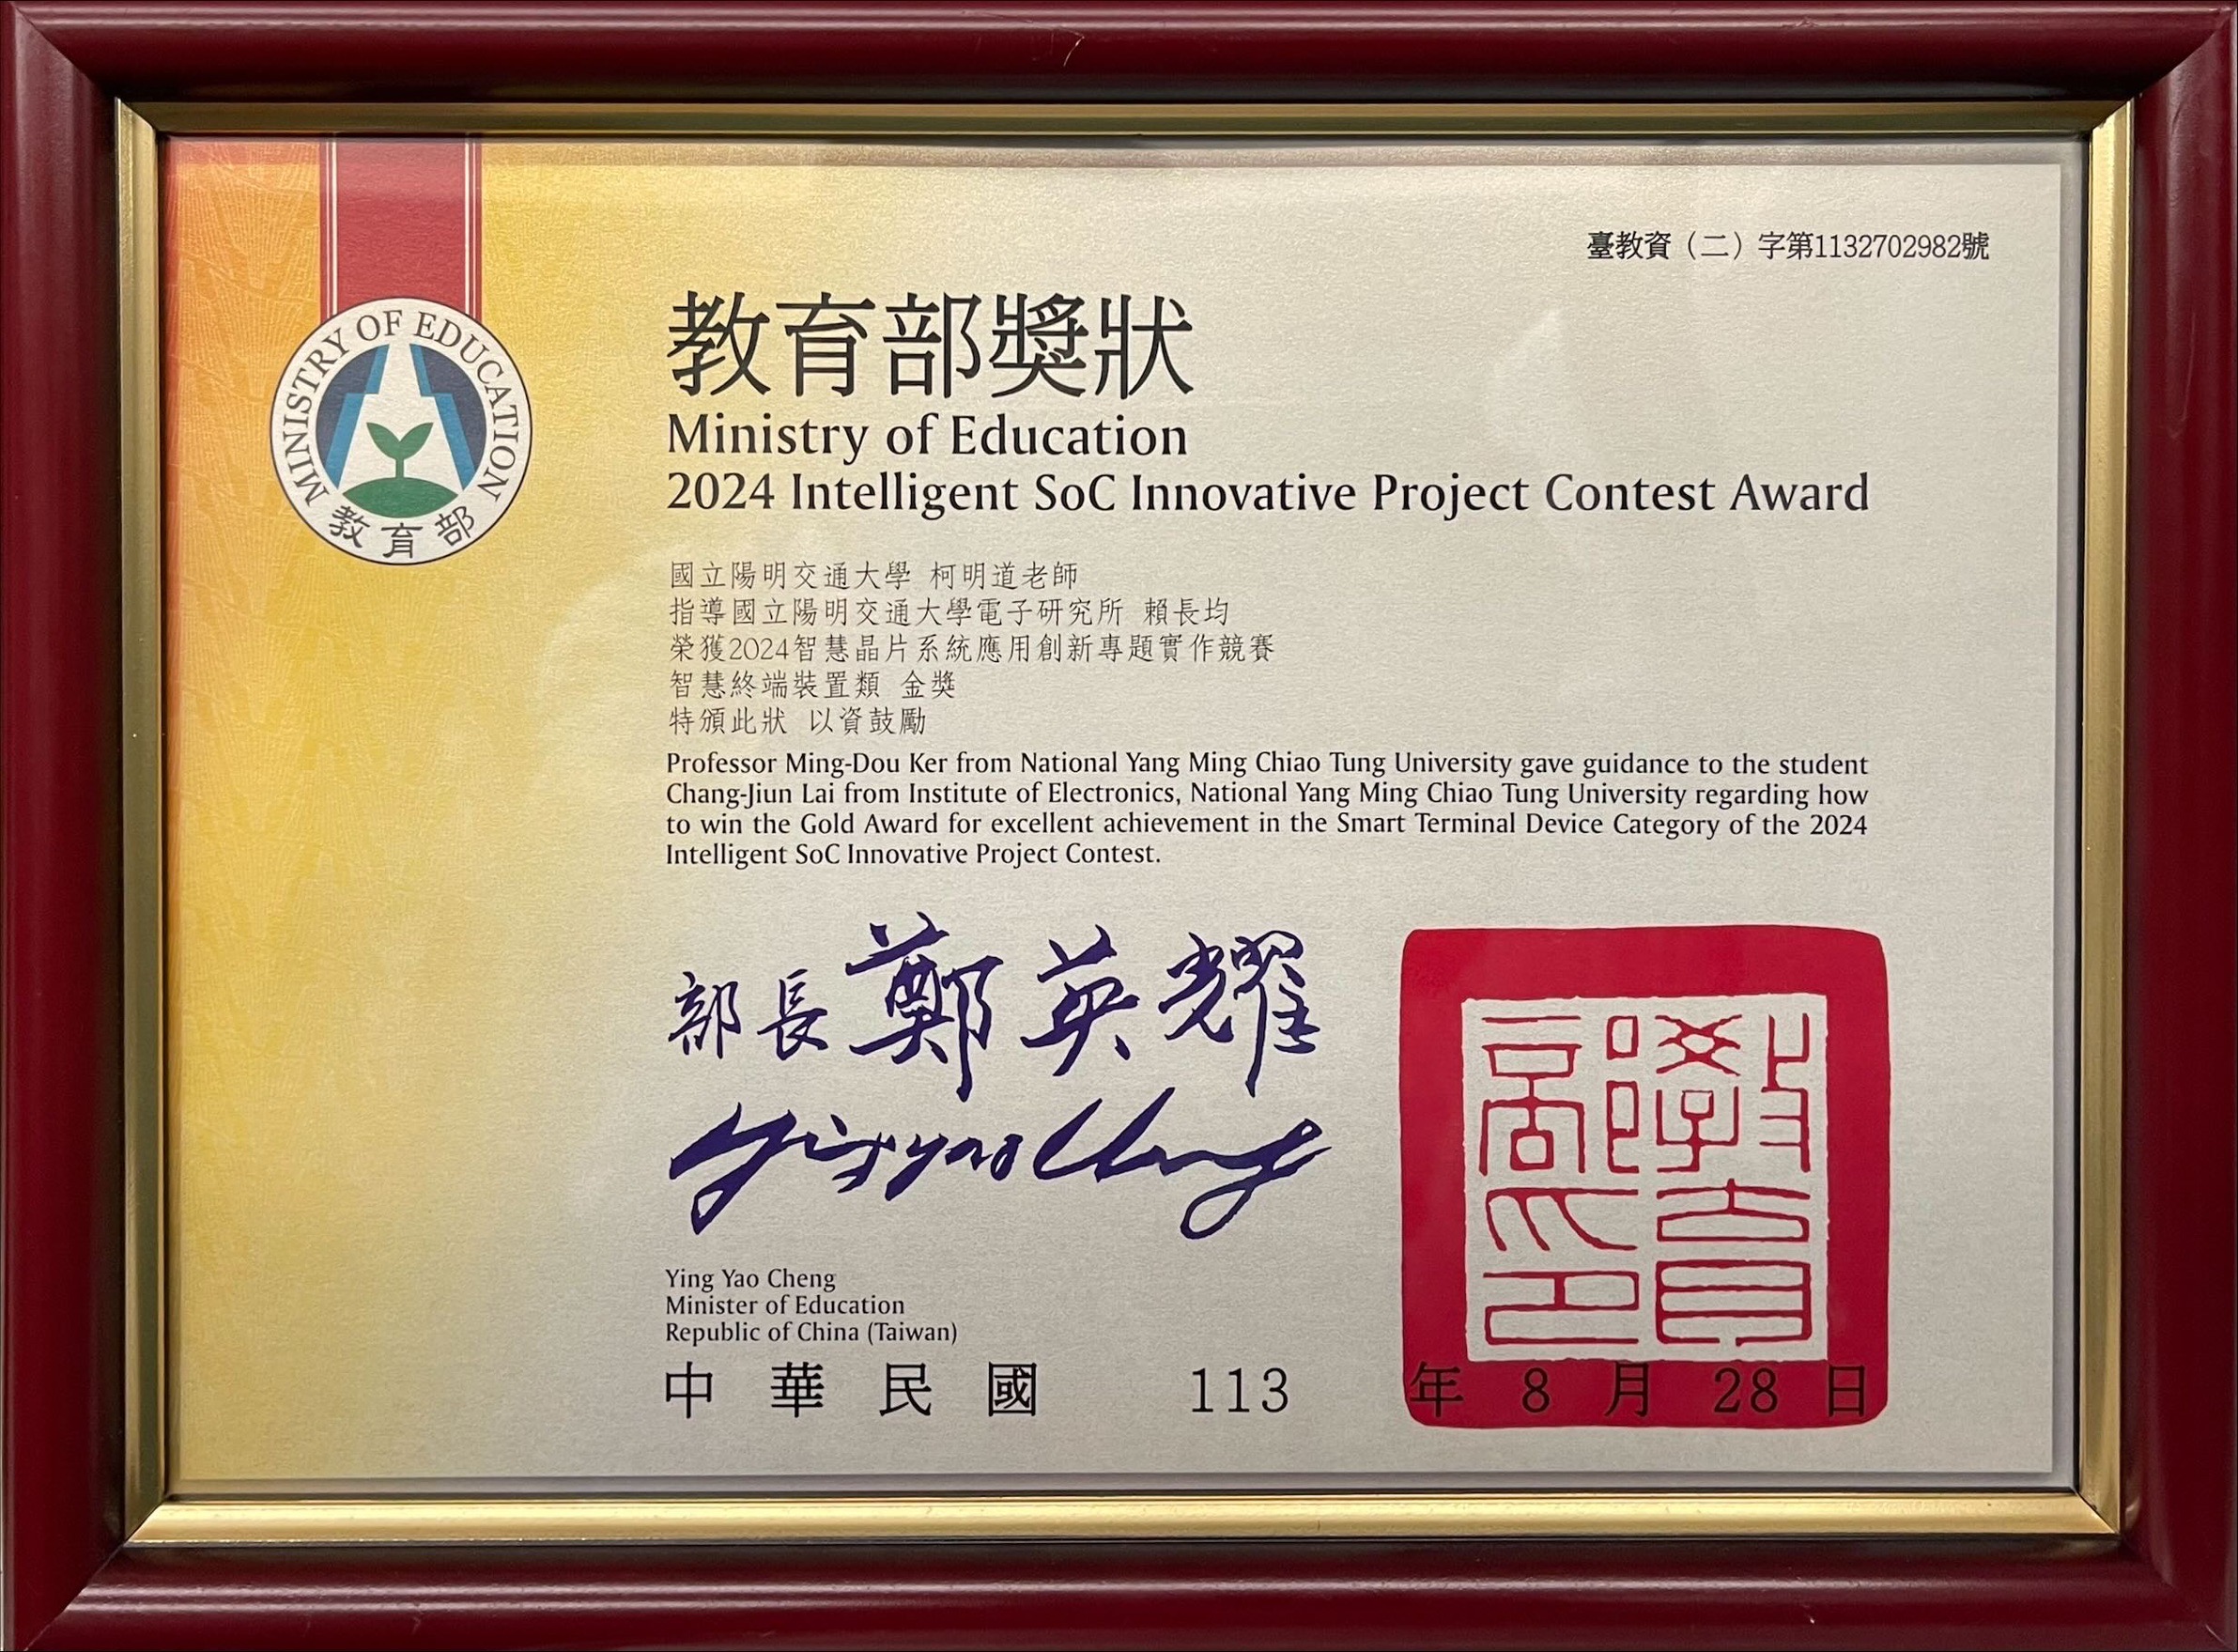 臺教資（二）字第1132702982號
MINISTRY OF EDUCATION
教育部
教育部獎狀
Ministry of Education
2024 Intelligent SoC Innovative Project Contest Award
國立陽明交通大學 柯明道老師
指導國立陽明交通大學電子研究所 賴長均
榮獲2024智慧晶片系統應用創新專題實作競賽
智慧終端裝置類 金獎
特頒此狀 以資鼓勵
Professor Ming-Dou Ker from National Yang Ming Chiao Tung University gave guidance to the student
Chang-Jiun Lai from Institute of Electronics, National Yang Ming Chiao Tung University regarding how
to win the Gold Award for excellent achievement in the Smart Terminal Device Category of the 2024
Intelligent SoC Innovative Project Contest.
部長 鄭英耀
Yingyao Cheng
教育部印
Ying Yao Cheng
Minister of Education
Republic of China (Taiwan)
中華民國 113 年 8 月 28 日